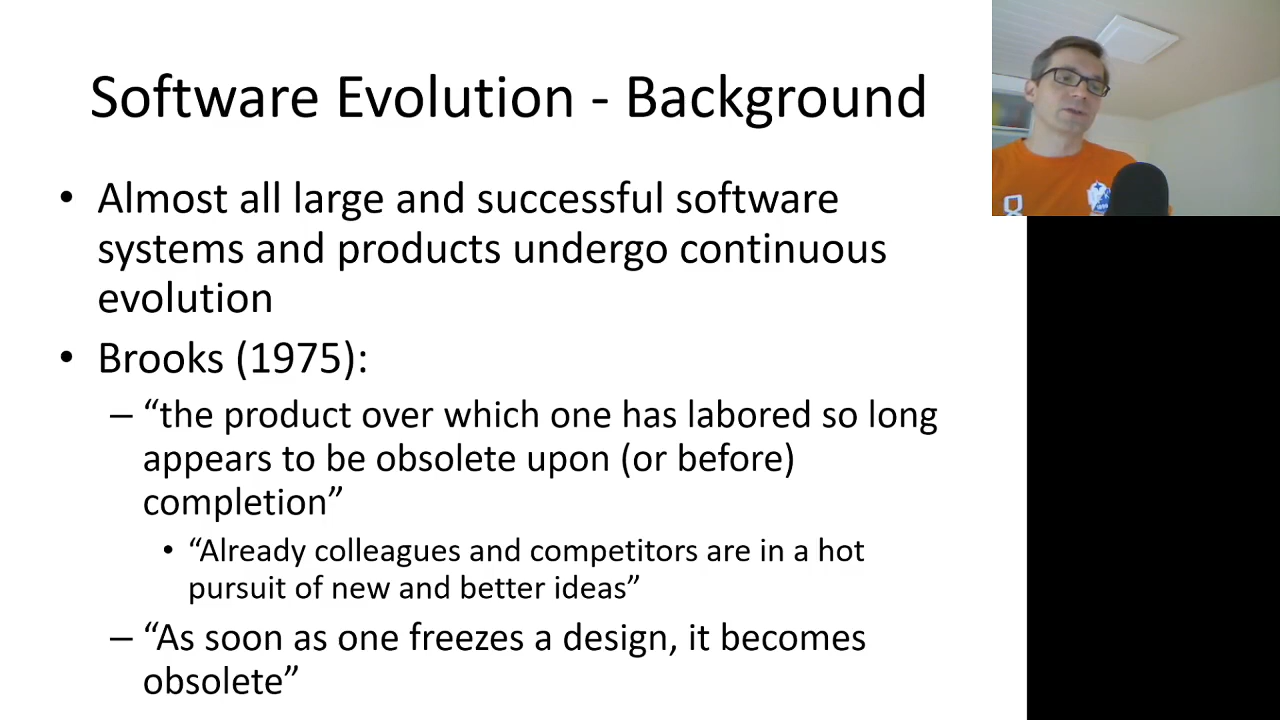 Software Evolution - Background
• Almost all large and successful software
systems and products undergo continuous
evolution
• Brooks (1975):
– “the product over which one has labored so long
appears to be obsolete upon (or before)
completion”
• “Already colleagues and competitors are in a hot
pursuit of new and better ideas”
– “As soon as one freezes a design, it becomes
obsolete”